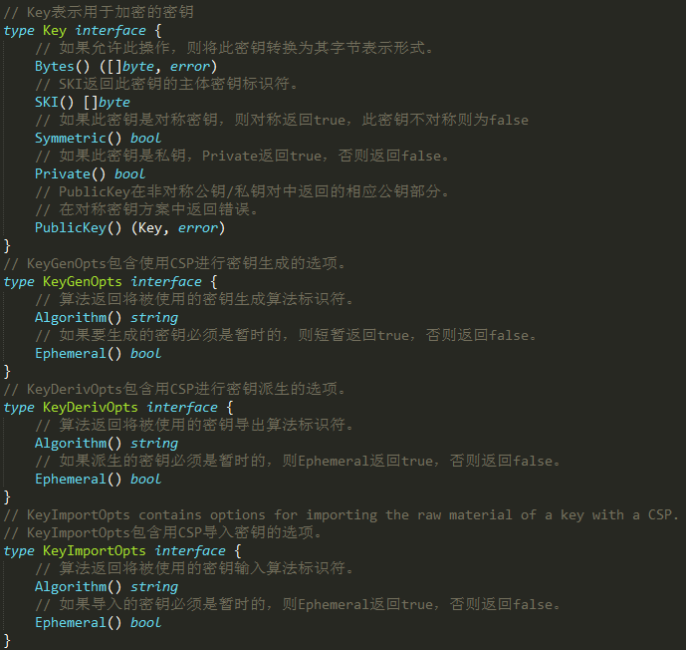 // Key表示用于加密的密钥
type Key interface {
// 如果允许此操作，则将此密钥转换为其字节表示形式。
Bytes() ([]byte, error)
// SKI返回此密钥的主体密钥标识符。
SKI() []byte
// 如果此密钥是对称密钥，则对称返回true，此密钥不对称则为false
Symmetric() bool
// 如果此密钥是私钥，Private返回true，否则返回false。
Private() bool
// PublicKey在非对称公钥/私钥对中返回的相应公钥部分。
// 在对称密钥方案中返回错误。
PublicKey() (Key, error)
}
// KeyGenOpts包含使用CSP进行密钥生成的选项。
type KeyGenOpts interface {
// 算法返回将被使用的密钥生成算法标识符。
Algorithm() string
// 如果要生成的密钥必须是暂时的，则短暂返回true，否则返回false。
Ephemeral() bool
}
// KeyDerivOpts包含用CSP进行密钥派生的选项。
type KeyDerivOpts interface {
// 算法返回将被使用的密钥导出算法标识符。
Algorithm() string
// 如果派生的密钥必须是暂时的，则Ephemeral返回true，否则返回false。
Ephemeral() bool
}
// KeyImportOpts contains options for importing the raw material of a key with a CSP.
// KeyImportOpts包含用CSP导入密钥的选项。
type KeyImportOpts interface {
// 算法返回将被使用的密钥输入算法标识符。
Algorithm() string
// 如果导入的密钥必须是暂时的，则Ephemeral返回true，否则返回false。
Ephemeral() bool
}